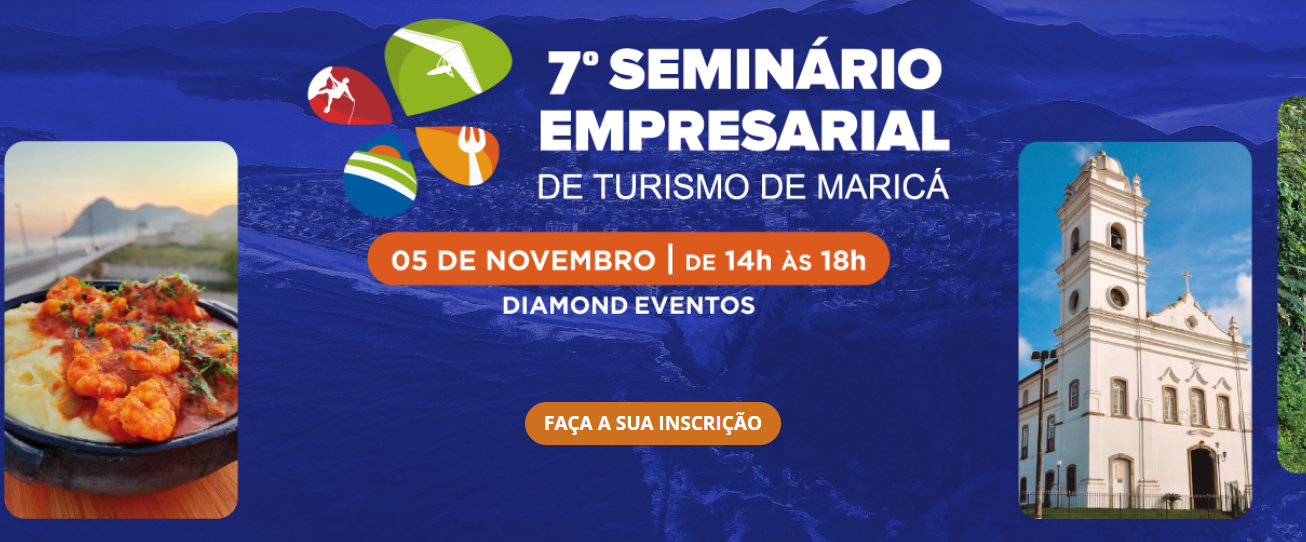 7º SEMINÁRIO
EMPRESARIAL
DE TURISMO DE MARICÁ
05 DE NOVEMBRO | DE 14h ÀS 18h
DIAMOND EVENTOS
FAÇA A SUA INSCRIÇÃO